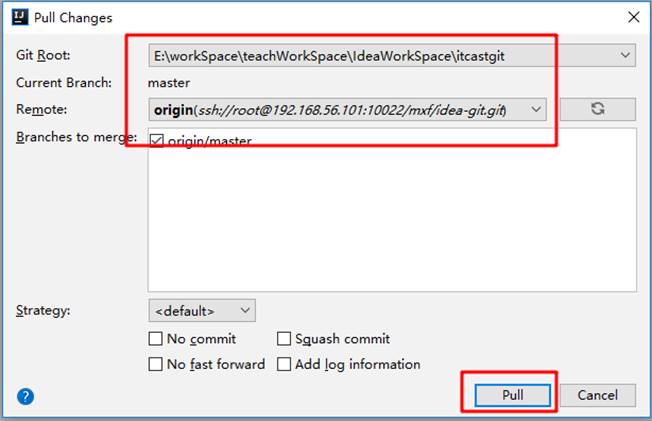 Pull Changes
Git Root: E:\workSpace\teachWorkSpace\IdeaWorkSpace\itcastgit
Current Branch: master
Remote: origin(ssh://root@192.168.56.101:10022/mxf/idea-git.git)
Branches to merge: origin/master
Strategy: <default>
No commit Squash commit
No fast forward Add log information
? Pull Cancel